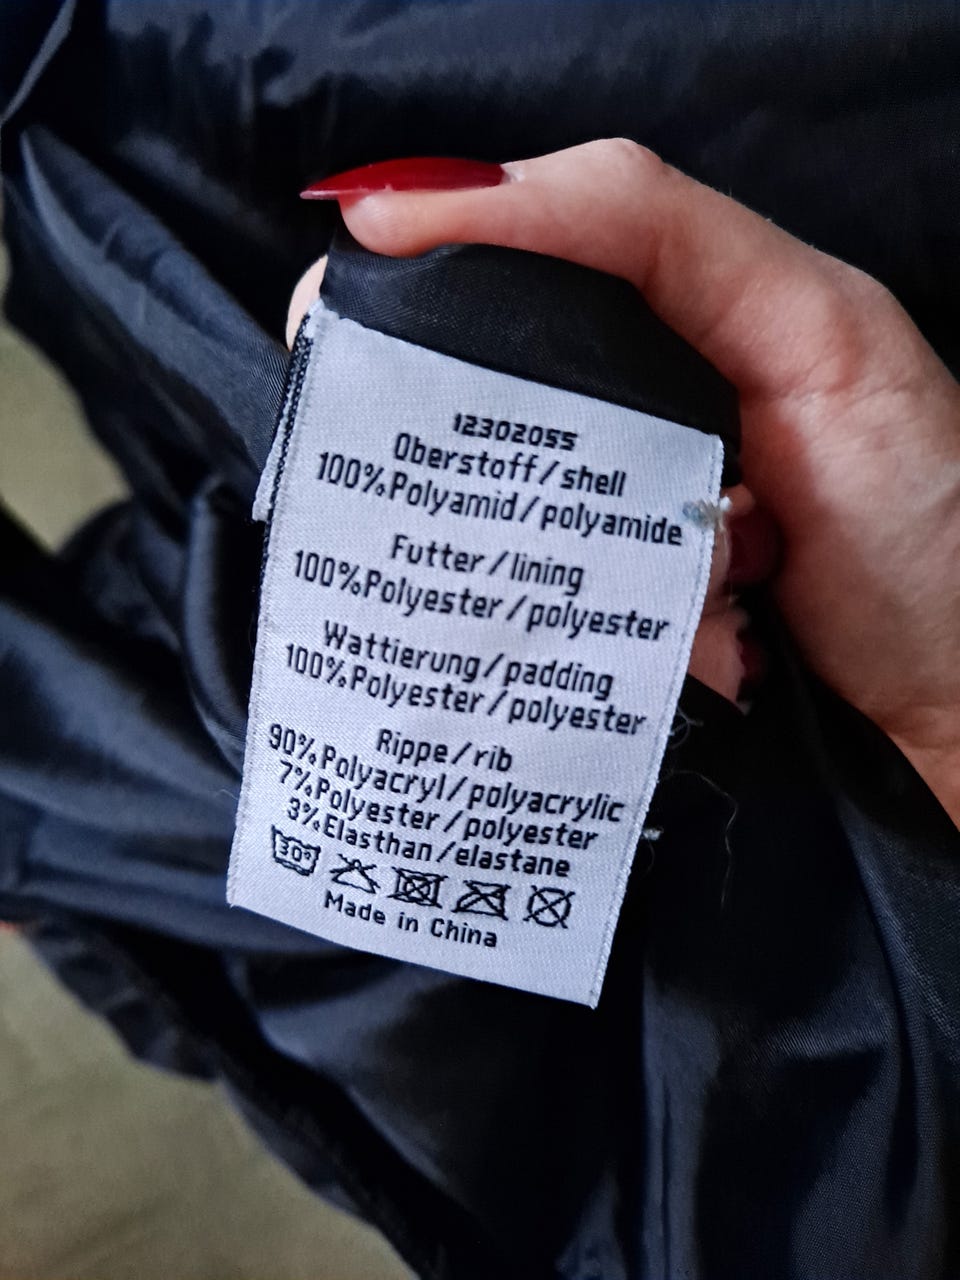 12302055
Oberstoff/shell
100%Polyamid/polyamide
Futter/lining
100%Polyester/polyester
Wattierung/padding
100%Polyester/polyester
Rippe/rib
90%Polyacryl/polyacrylic
7%Polyester/polyester
3%Elasthan/elastane
30°
Made in China